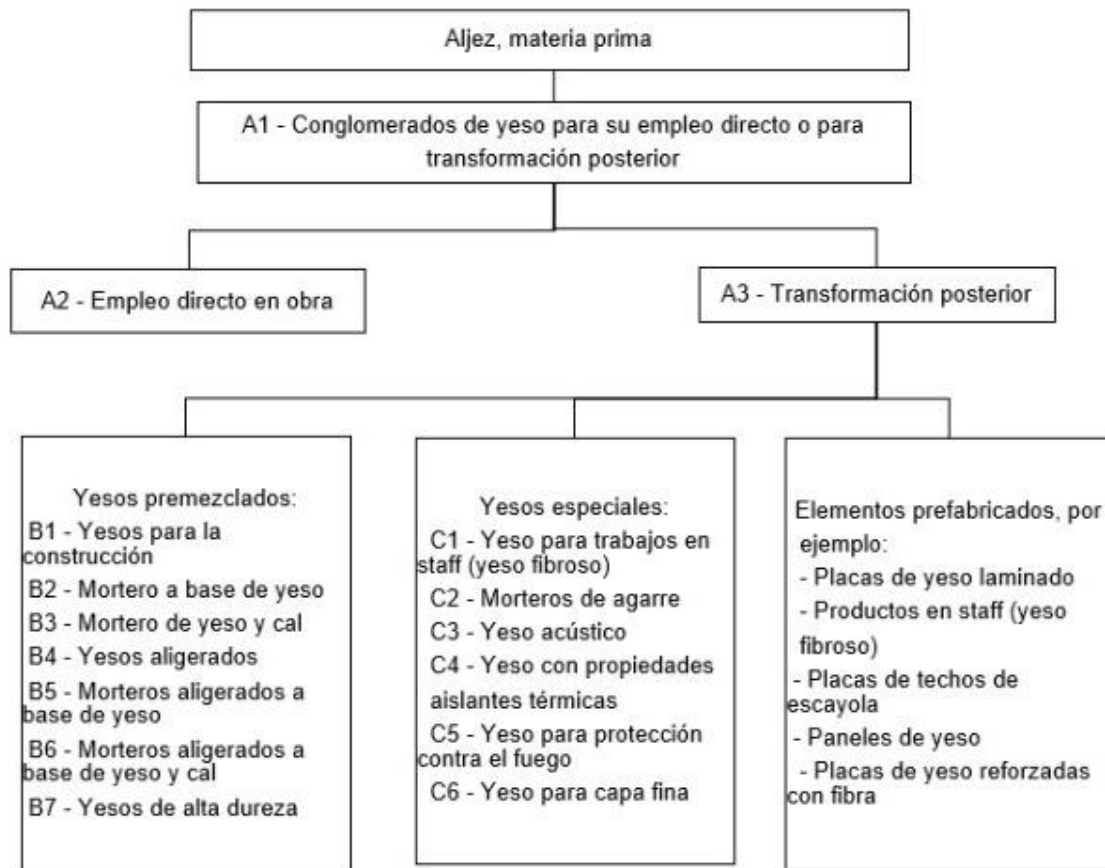 Aljez, materia prima
A1 - Conglomerados de yeso para su empleo directo o para
transformación posterior
A2 - Empleo directo en obra
A3 - Transformación posterior
Yesos premezclados:
B1 - Yesos para la
construcción
B2 - Mortero a base de yeso
B3 - Mortero de yeso y cal
B4 - Yesos aligerados
B5 - Morteros aligerados a
base de yeso
B6 - Morteros aligerados a
base de yeso y cal
B7 - Yesos de alta dureza
Yesos especiales:
C1 - Yeso para trabajos en
staff (yeso fibroso)
C2 - Morteros de agarre
C3 - Yeso acústico
C4 - Yeso con propiedades
aislantes térmicas
C5 - Yeso para protección
contra el fuego
C6 - Yeso para capa fina
Elementos prefabricados, por
ejemplo:
- Placas de yeso laminado
- Productos en staff (yeso
fibroso)
- Placas de techos de
escayola
- Paneles de yeso
- Placas de yeso reforzadas
con fibra